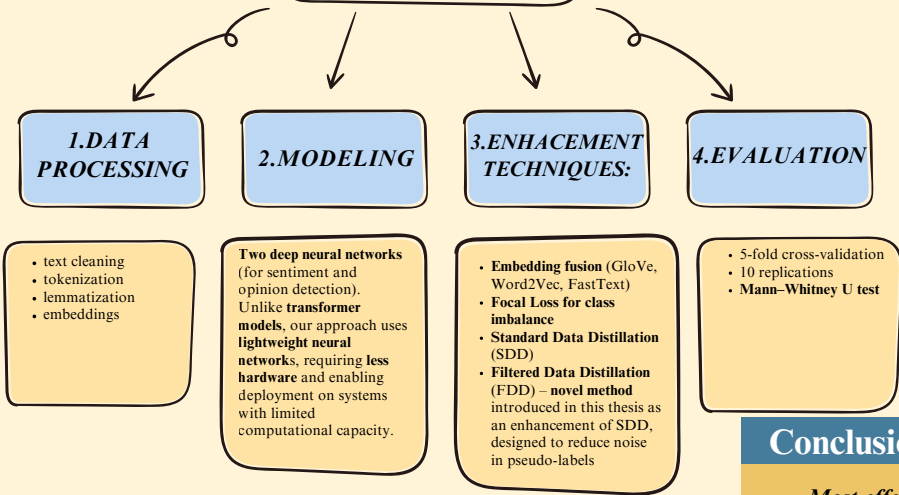 1.DATA
PROCESSING
2.MODELING
3.ENHACEMENT
TECHNIQUES:
4.EVALUATION
• text cleaning
• tokenization
• lemmatization
• embeddings
Two deep neural networks
(for sentiment and
opinion detection).
Unlike transformer
models, our approach uses
lightweight neural
networks, requiring less
hardware and enabling
deployment on systems
with limited
computational capacity.
• Embedding fusion (GloVe,
Word2Vec, FastText)
• Focal Loss for class
imbalance
• Standard Data Distillation
(SDD)
• Filtered Data Distillation
(FDD) – novel method
introduced in this thesis as
an enhancement of SDD,
designed to reduce noise
in pseudo-labels
• 5-fold cross-validation
• 10 replications
• Mann–Whitney U test
Conclusi
Most eff